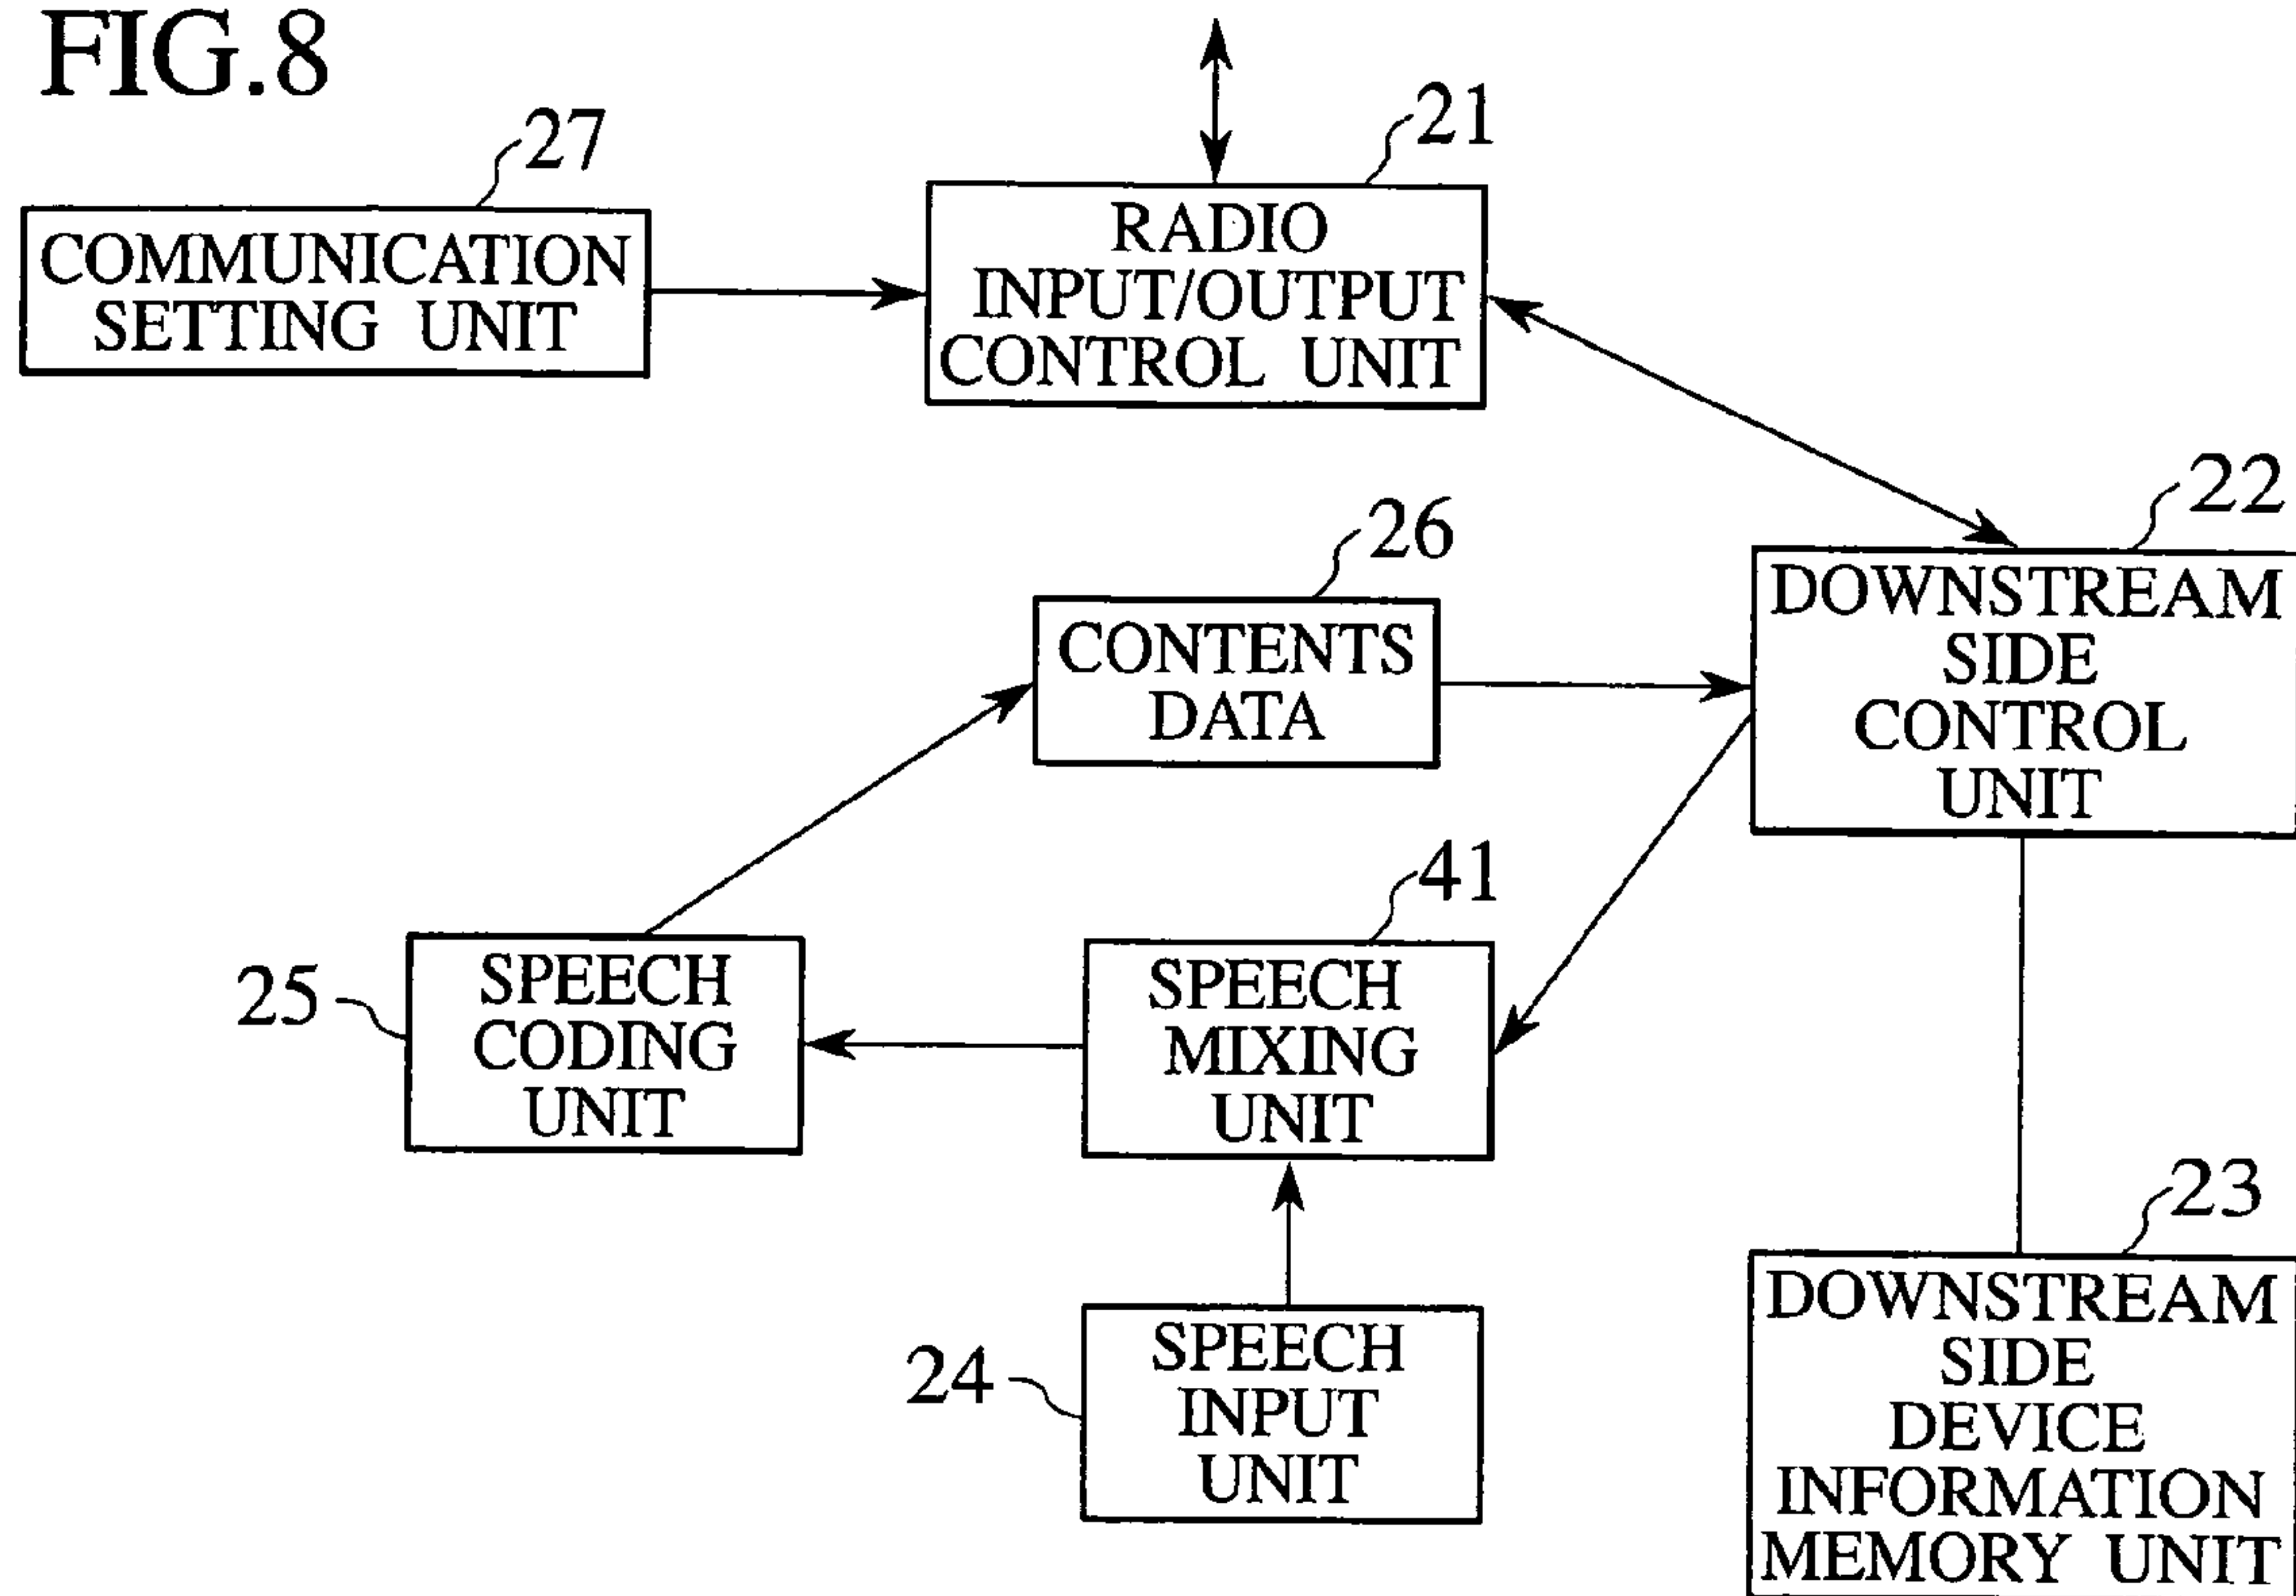 FIG.8
27
COMMUNICATION
SETTING UNIT
21
RADIO
INPUT/OUTPUT
CONTROL UNIT
22
DOWNSTREAM
SIDE
CONTROL
UNIT
26
CONTENTS
DATA
41
SPEECH
MIXING
UNIT
25
SPEECH
CODING
UNIT
24
SPEECH
INPUT
UNIT
23
DOWNSTREAM
SIDE
DEVICE
INFORMATION
MEMORY UNIT